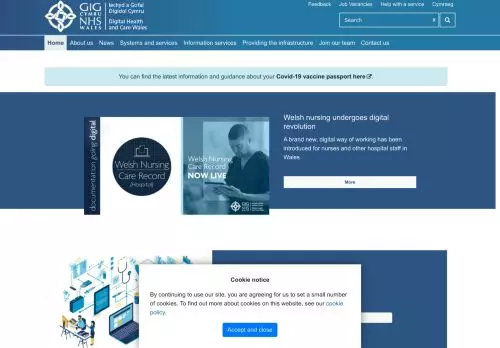 Feedback Job Vacancies Help with a service Cymraeg
GIG
CYMRU
NHS
WALES
Iechyd a Gofal
Digidol Cymru
Digital Health
and Care Wales
Search
Home About us News Systems and services Information services Providing the infrastructure Join our team Contact us
You can find the latest information and guidance about your Covid-19 vaccine passport here.
documentation going digital
Welsh Nursing
Care Record
(Hospital)
Welsh Nursing
Care Record
NOW LIVE
GIG
CYMRU
NHS
WALES
Welsh nursing undergoes digital
revolution
A brand new, digital way of working has been
introduced for nurses and other hospital staff in
Wales
More
Cookie notice
By continuing to use our site, you are agreeing for us to set a small number
of cookies. To find out more about cookies on this website, see our cookie
policy.
Accept and close